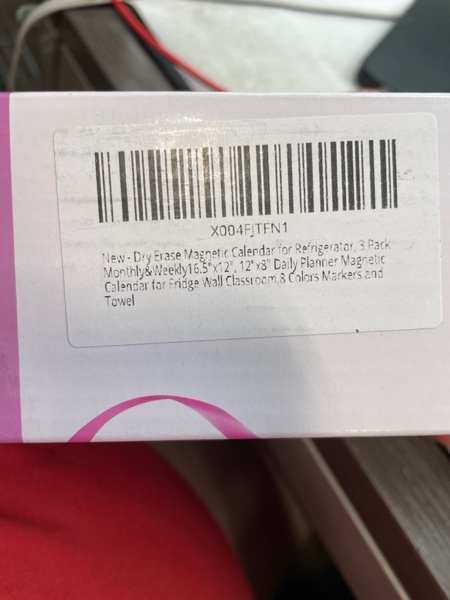 X004FJTFN1
New - Dry Erase Magnetic Calendar for Refrigerator, 3 Pack
Monthly&Weekly16.5"x12", 12"x8" Daily Planner Magnetic
Calendar for Fridge Wall Classroom,8 Colors Markers and
Towel